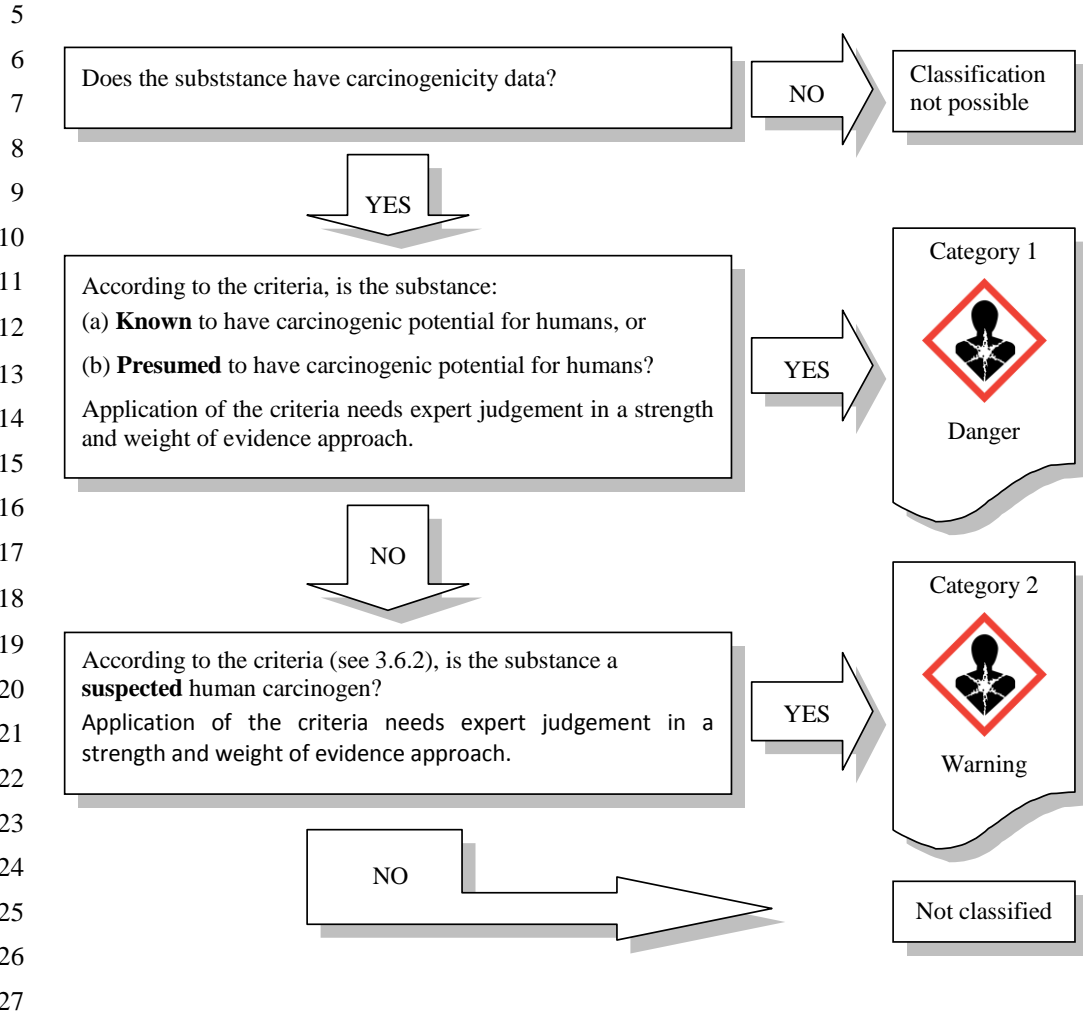 5
6
Does the subststance have carcinogenicity data?
NO
Classification
not possible
7
8
9
YES
10
Category 1
11
According to the criteria, is the substance:
12
(a) Known to have carcinogenic potential for humans, or
13
(b) Presumed to have carcinogenic potential for humans?
YES
14
Application of the criteria needs expert judgement in a strength
and weight of evidence approach.
Danger
15
16
17
NO
18
Category 2
19
According to the criteria (see 3.6.2), is the substance a
20
suspected human carcinogen?
21
Application of the criteria needs expert judgement in a
strength and weight of evidence approach.
YES
22
Warning
23
24
NO
25
Not classified
26
27